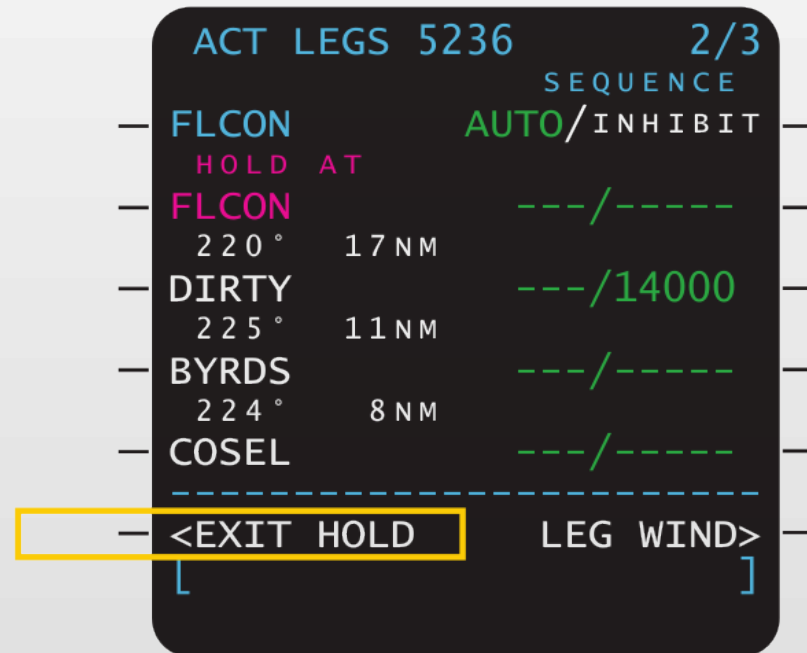 ACT LEGS 5236 2/3
SEQUENCE
FLCON AUTO/INHIBIT
HOLD AT
FLCON ---/-----
220° 17NM
DIRTY ---/14000
225° 11NM
BYRDS ---/-----
224° 8NM
COSEL ---/-----
------------------------
<EXIT HOLD LEG WIND>
[ ]